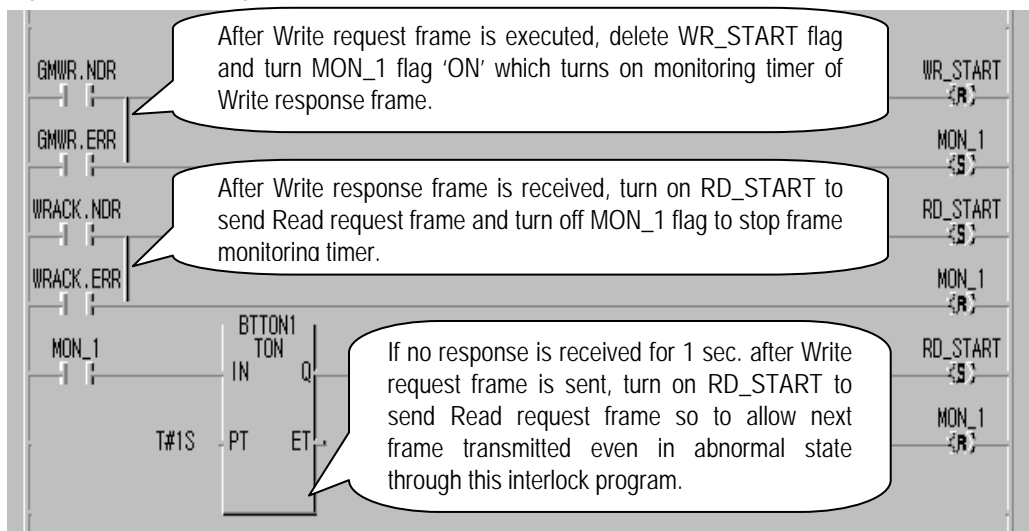 After Write request frame is executed, delete WR_START flag
and turn MON_1 flag ‘ON’ which turns on monitoring timer of
Write response frame.
GMWR.NDR
WR_START
(R)
GMWR.ERR
MON_1
(S)
After Write response frame is received, turn on RD_START to
send Read request frame and turn off MON_1 flag to stop frame
monitoring timer.
WRACK.NDR
RD_START
(S)
WRACK.ERR
MON_1
(R)
BTTON1
MON_1
TON
IN Q
RD_START
(S)
If no response is received for 1 sec. after Write
request frame is sent, turn on RD_START to
send Read request frame so to allow next
frame transmitted even in abnormal state
through this interlock program.
T#1S PT ET
MON_1
(R)